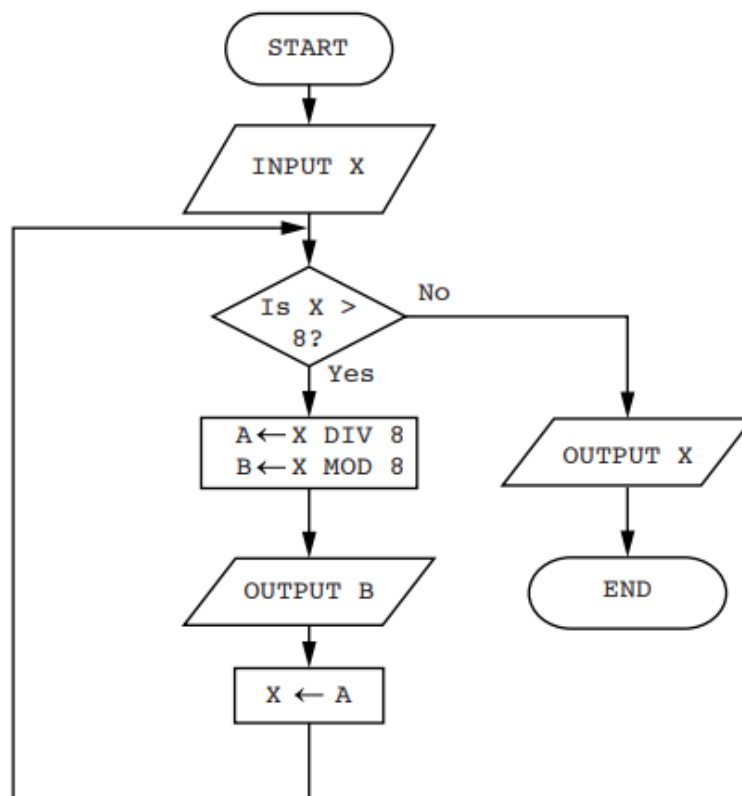 START
INPUT X
Is X >
8?
No
Yes
A ← X DIV 8
B ← X MOD 8
OUTPUT X
OUTPUT B
END
X ← A